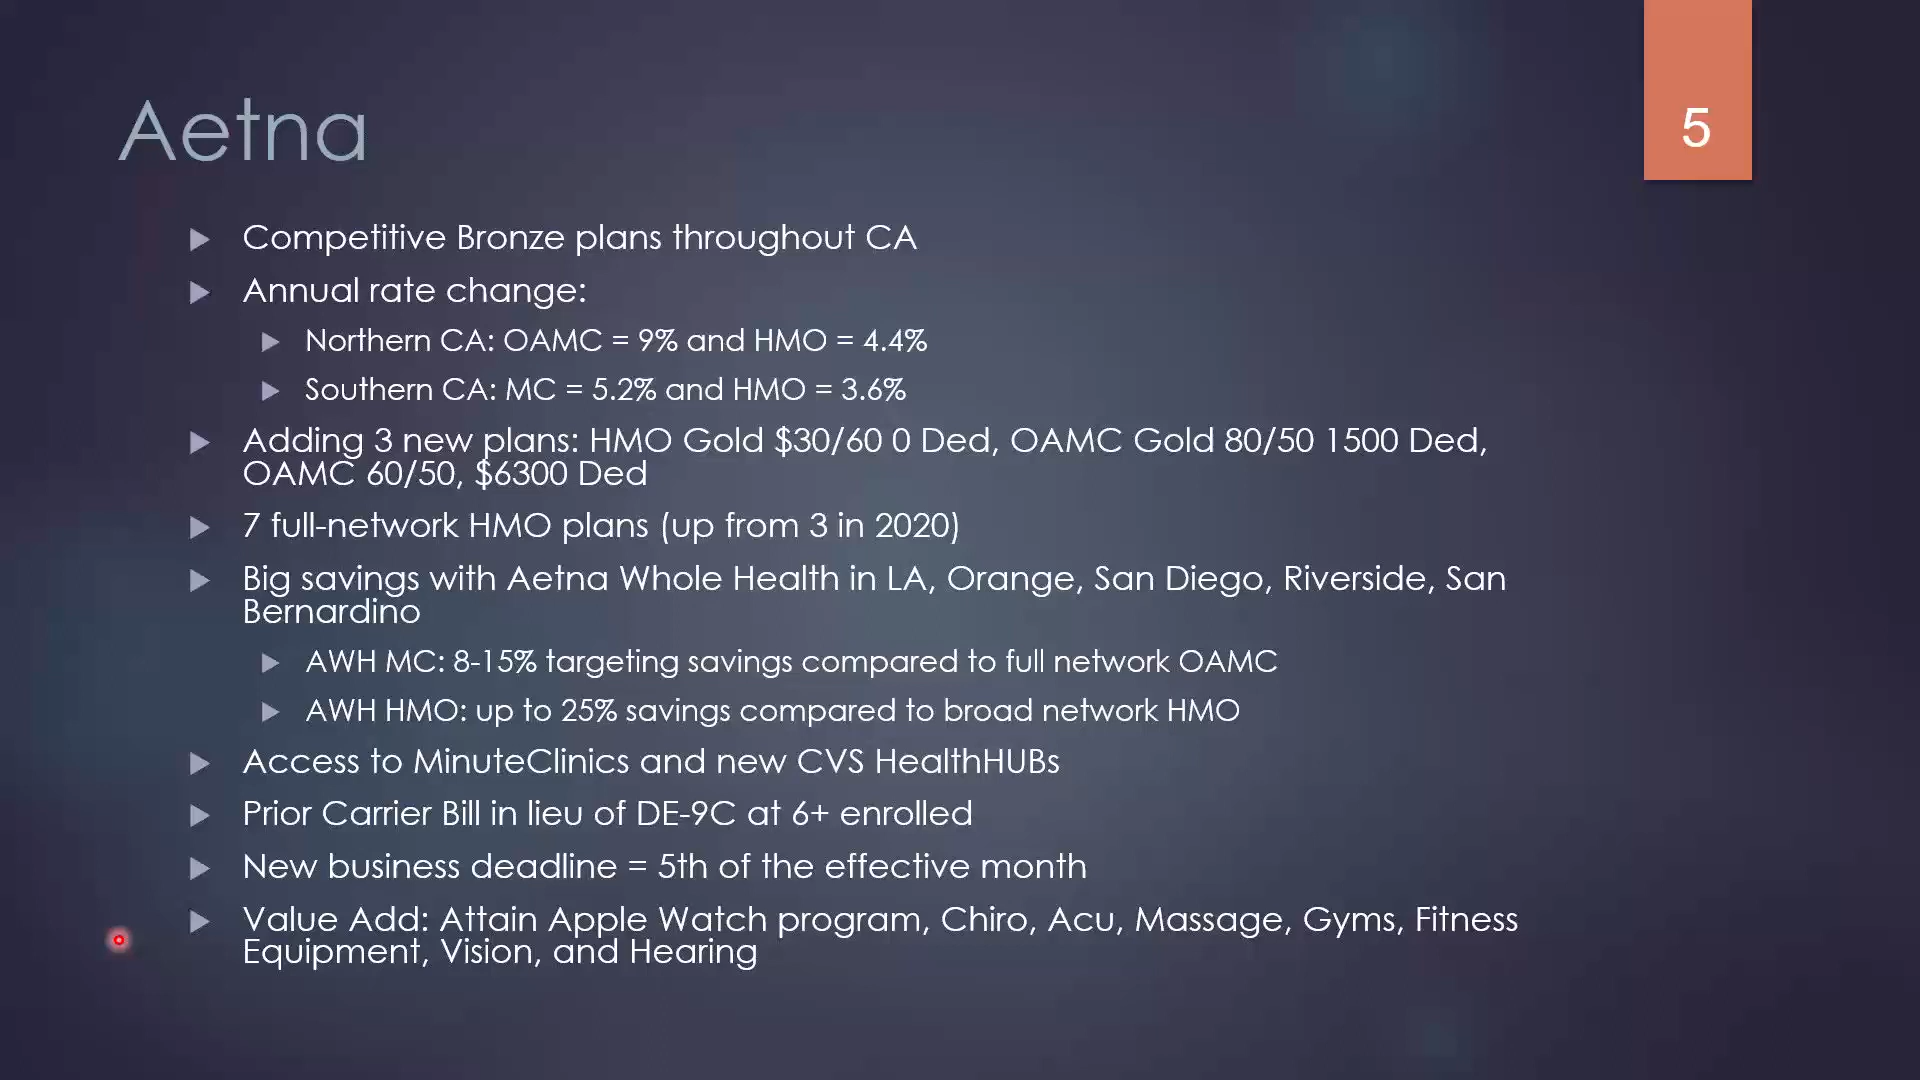 Aetna
5
Competitive Bronze plans throughout CA
Annual rate change:
Northern CA: OAMC = 9% and HMO = 4.4%
Southern CA: MC = 5.2% and HMO = 3.6%
Adding 3 new plans: HMO Gold $30/60 0 Ded, OAMC Gold 80/50 1500 Ded,
OAMC 60/50, $6300 Ded
7 full-network HMO plans (up from 3 in 2020)
Big savings with Aetna Whole Health in LA, Orange, San Diego, Riverside, San
Bernardino
AWH MC: 8-15% targeting savings compared to full network OAMC
AWH HMO: up to 25% savings compared to broad network HMO
Access to MinuteClinics and new CVS HealthHUBs
Prior Carrier Bill in lieu of DE-9C at 6+ enrolled
New business deadline = 5th of the effective month
Value Add: Attain Apple Watch program, Chiro, Acu, Massage, Gyms, Fitness
Equipment, Vision, and Hearing